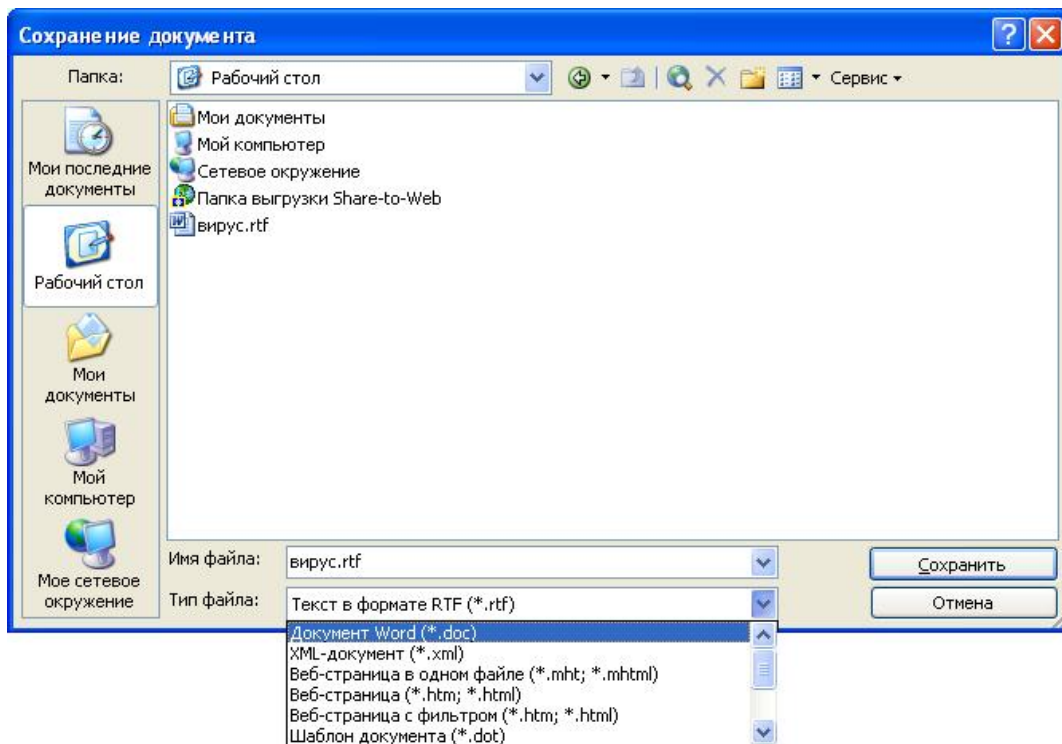 Сохранение документа
Папка:
Рабочий стол
Сервис
Мои последние
документы
Рабочий стол
Мои
документы
Мой
компьютер
Мое сетевое
окружение
Мои документы
Мой компьютер
Сетевое окружение
Папка выгрузки Share-to-Web
вирус.rtf
Имя файла:
вирус.rtf
Сохранить
Тип файла:
Текст в формате RTF (*.rtf)
Отмена
Документ Word (*.doc)
XML-документ (*.xml)
Веб-страница в одном файле (*.mht; *.mhtml)
Веб-страница (*.htm; *.html)
Веб-страница с фильтром (*.htm; *.html)
Шаблон документа (*.dot)